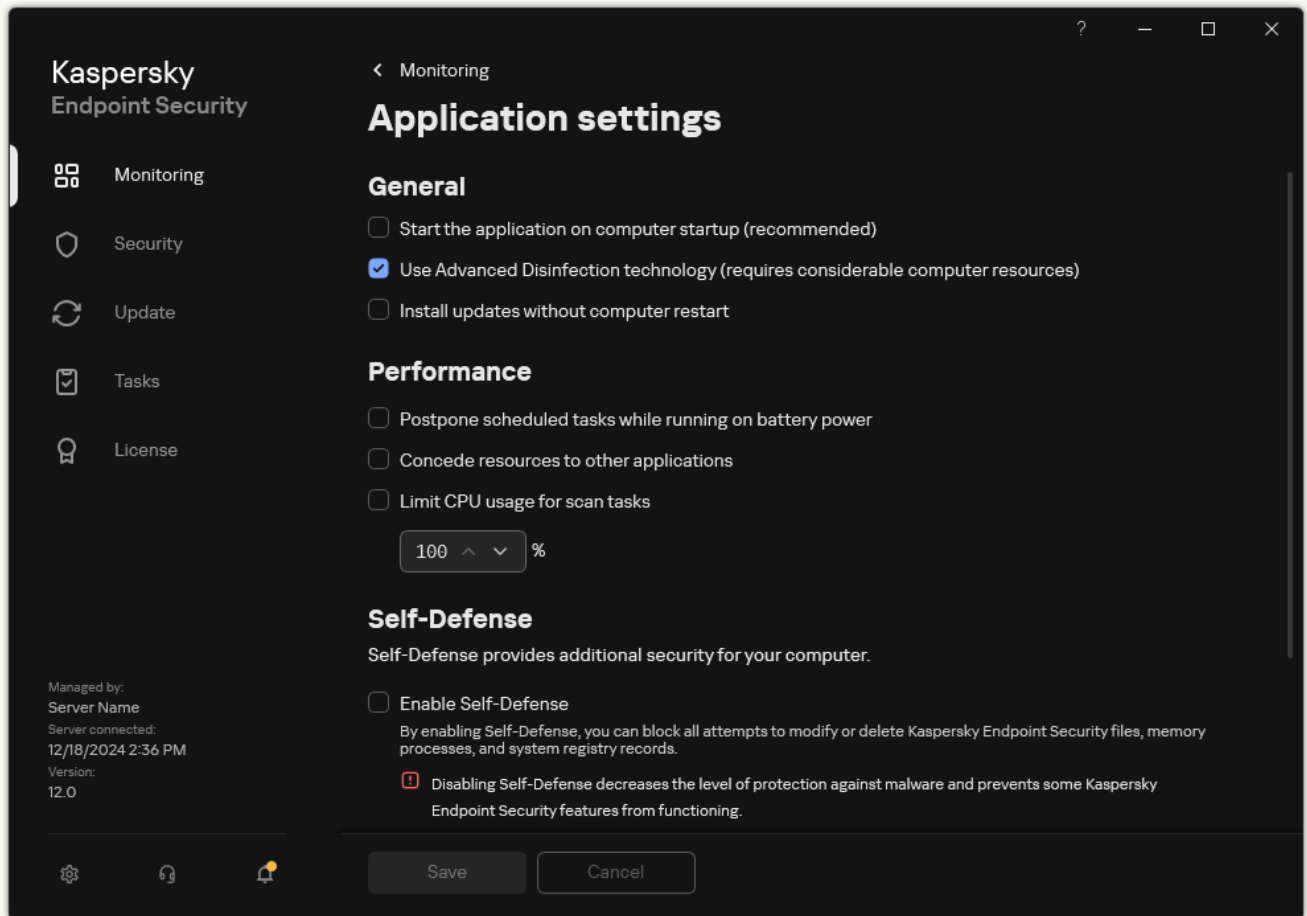 ?
Kaspersky
Endpoint Security
Monitoring
Security
Update
Tasks
License
Managed by:
Server Name
Server connected:
12/18/2024 2:36 PM
Version:
12.0
Monitoring
Application settings
General
Start the application on computer startup (recommended)
Use Advanced Disinfection technology (requires considerable computer resources)
Install updates without computer restart
Performance
Postpone scheduled tasks while running on battery power
Concede resources to other applications
Limit CPU usage for scan tasks
100 %
Self-Defense
Self-Defense provides additional security for your computer.
Enable Self-Defense
By enabling Self-Defense, you can block all attempts to modify or delete Kaspersky Endpoint Security files, memory
processes, and system registry records.
Disabling Self-Defense decreases the level of protection against malware and prevents some Kaspersky
Endpoint Security features from functioning.
Save
Cancel